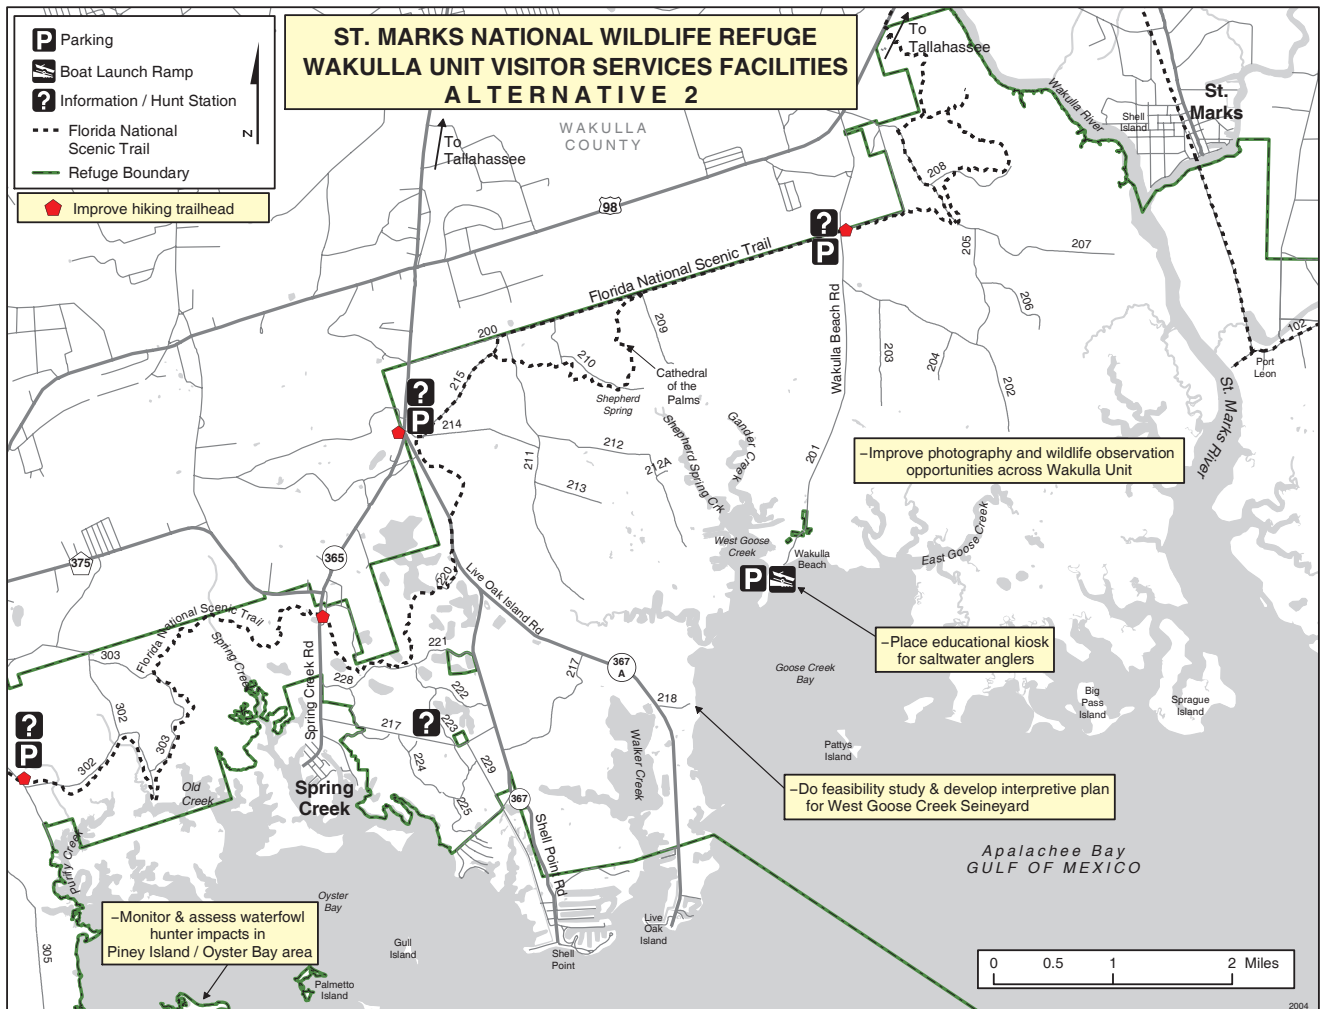 ST. MARKS NATIONAL WILDLIFE REFUGE
WAKULLA UNIT VISITOR SERVICES FACILITIES
ALTERNATIVE 2
P Parking
Boat Launch Ramp
? Information / Hunt Station
Florida National
Scenic Trail
Refuge Boundary
N
Improve hiking trailhead
To
Tallahassee
To
Tallahassee
WAKULLA
COUNTY
98
Wakulla River
Shell
Island
St.
Marks
208
?
P
Florida National Scenic Trail
205
207
206
200
209
210
215
Cathedral
of the
Palms
Shepherd
Spring
Wakulla Beach Rd
203
204
202
102
Port
Leon
St. Marks River
?
P
214
211
212
212A
213
Shepherd Spring Crk
Gander Creek
201
–Improve photography and wildlife observation
opportunities across Wakulla Unit
East Goose Creek
West Goose
Creek
Wakulla
Beach
P
375
365
220
Live Oak Island Rd
–Place educational kiosk
for saltwater anglers
Florida National Scenic Trail
Spring Creek
Spring Creek Rd
303
302
303
302
221
228
222
217
223
?
224
229
225
217
367
A
218
Goose Creek
Bay
Big
Pass
Island
Sprague
Island
Pattys
Island
Walker Creek
?
P
Old
Creek
Spring
Creek
367
Shell Point Rd
–Do feasibility study & develop interpretive plan
for West Goose Creek Seineyard
Purify Creek
Apalachee Bay
GULF OF MEXICO
Oyster
Bay
–Monitor & assess waterfowl
hunter impacts in
Piney Island / Oyster Bay area
305
Gull
Island
Palmetto
Island
Shell
Point
Live
Oak
Island
0 0.5 1 2 Miles
2004